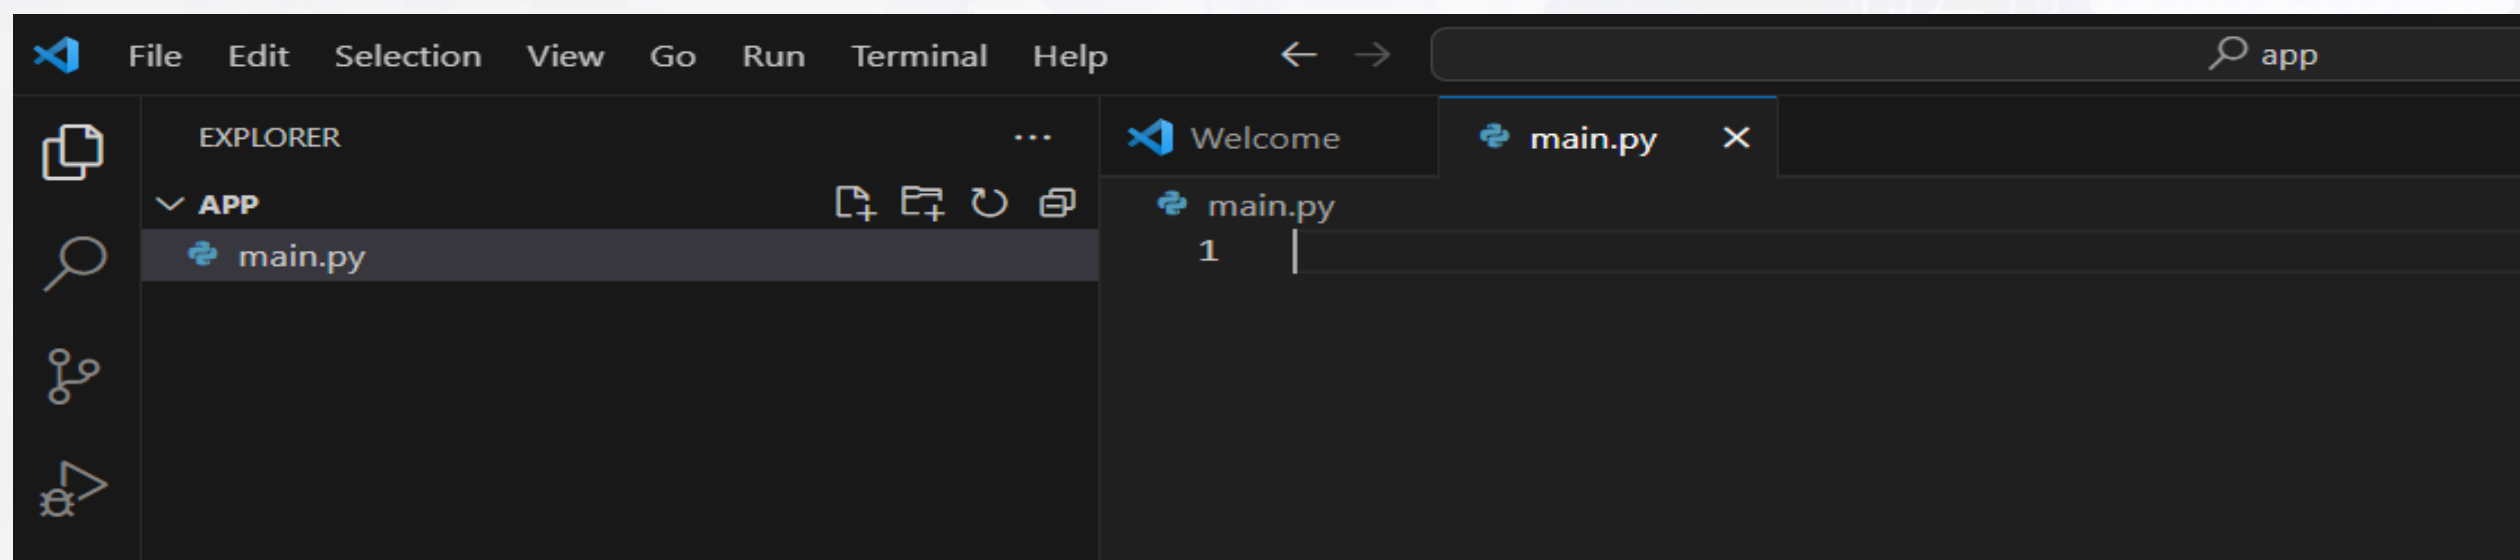 File Edit Selection View Go Run Terminal Help app
EXPLORER ...
Welcome main.py
APP
main.py
main.py
1